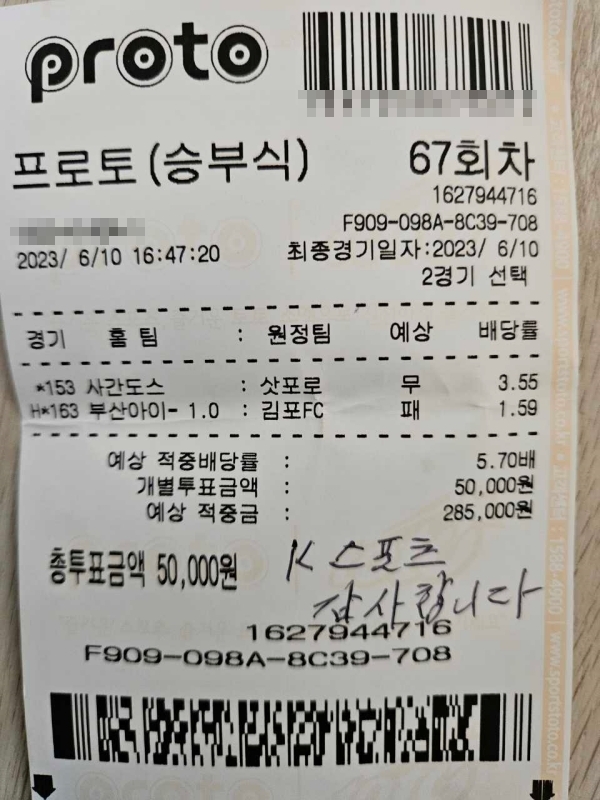 proto
프로토(승부식) 67회차
1627944716
F909-098A-8C39-708
2023/ 6/10 16:47:20 최종경기일자:2023/ 6/10
2경기 선택
경기 홈 팀 : 원정팀 예상 배당률
*153 사간도스 : 삿포로 무 3.55
H*163 부산아이- 1.0 : 김포FC 패 1.59
예상 적중배당률 : 5.70배
개별투표금액 : 50,000원
예상 적중금 : 285,000원
총투표금액 50,000원
K 스포츠
감사합니다
1627944716
F909-098A-8C39-708